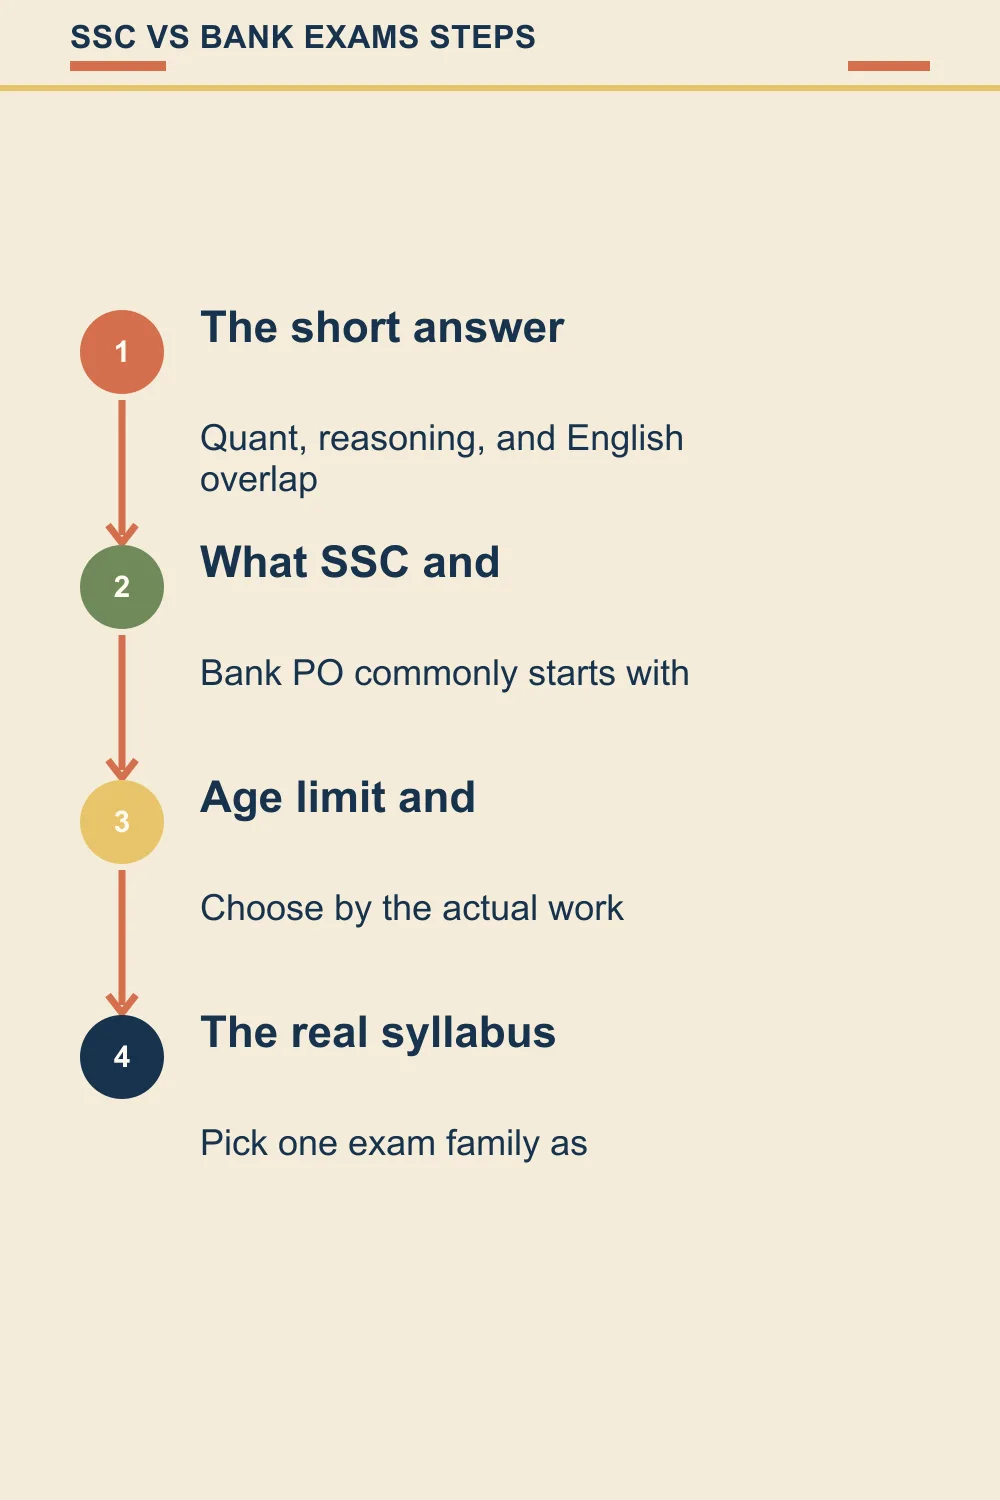 SSC VS BANK EXAMS STEPS
1
The short answer
Quant, reasoning, and English
overlap
2
What SSC and
Bank PO commonly starts with
3
Age limit and
Choose by the actual work
4
The real syllabus
Pick one exam family as